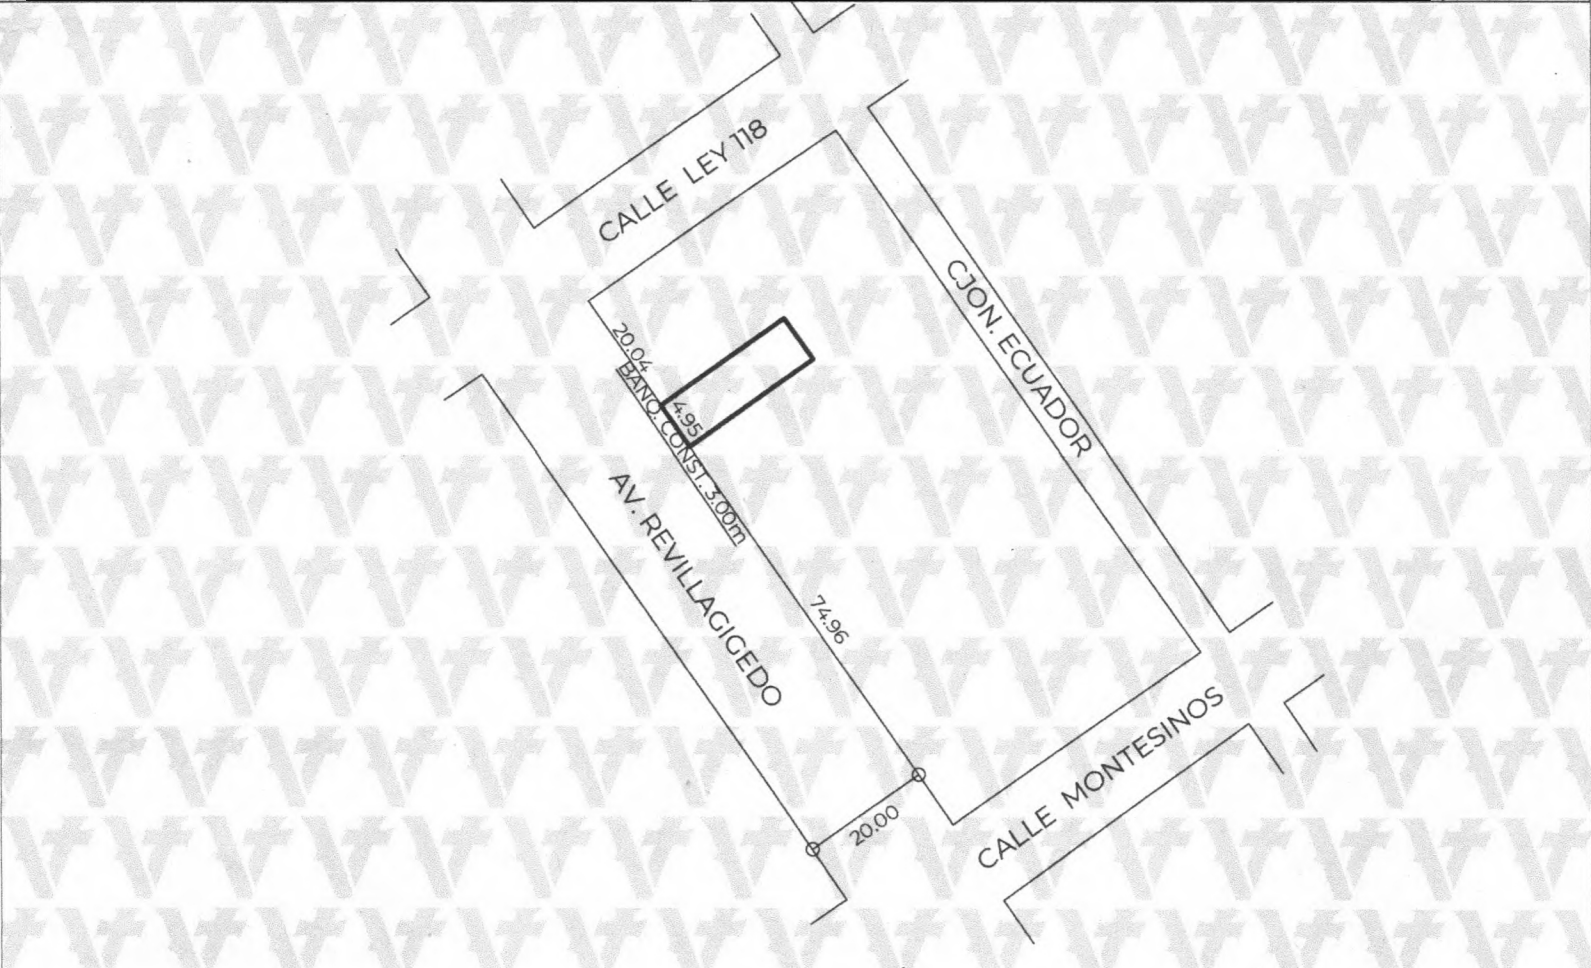 CALLE LEY 118
CJON. ECUADOR
20.04
BANQ. CONST. 3.00m
4.95
AV. REVILLAGIGEDO
74.96
CALLE MONTESINOS
20.00